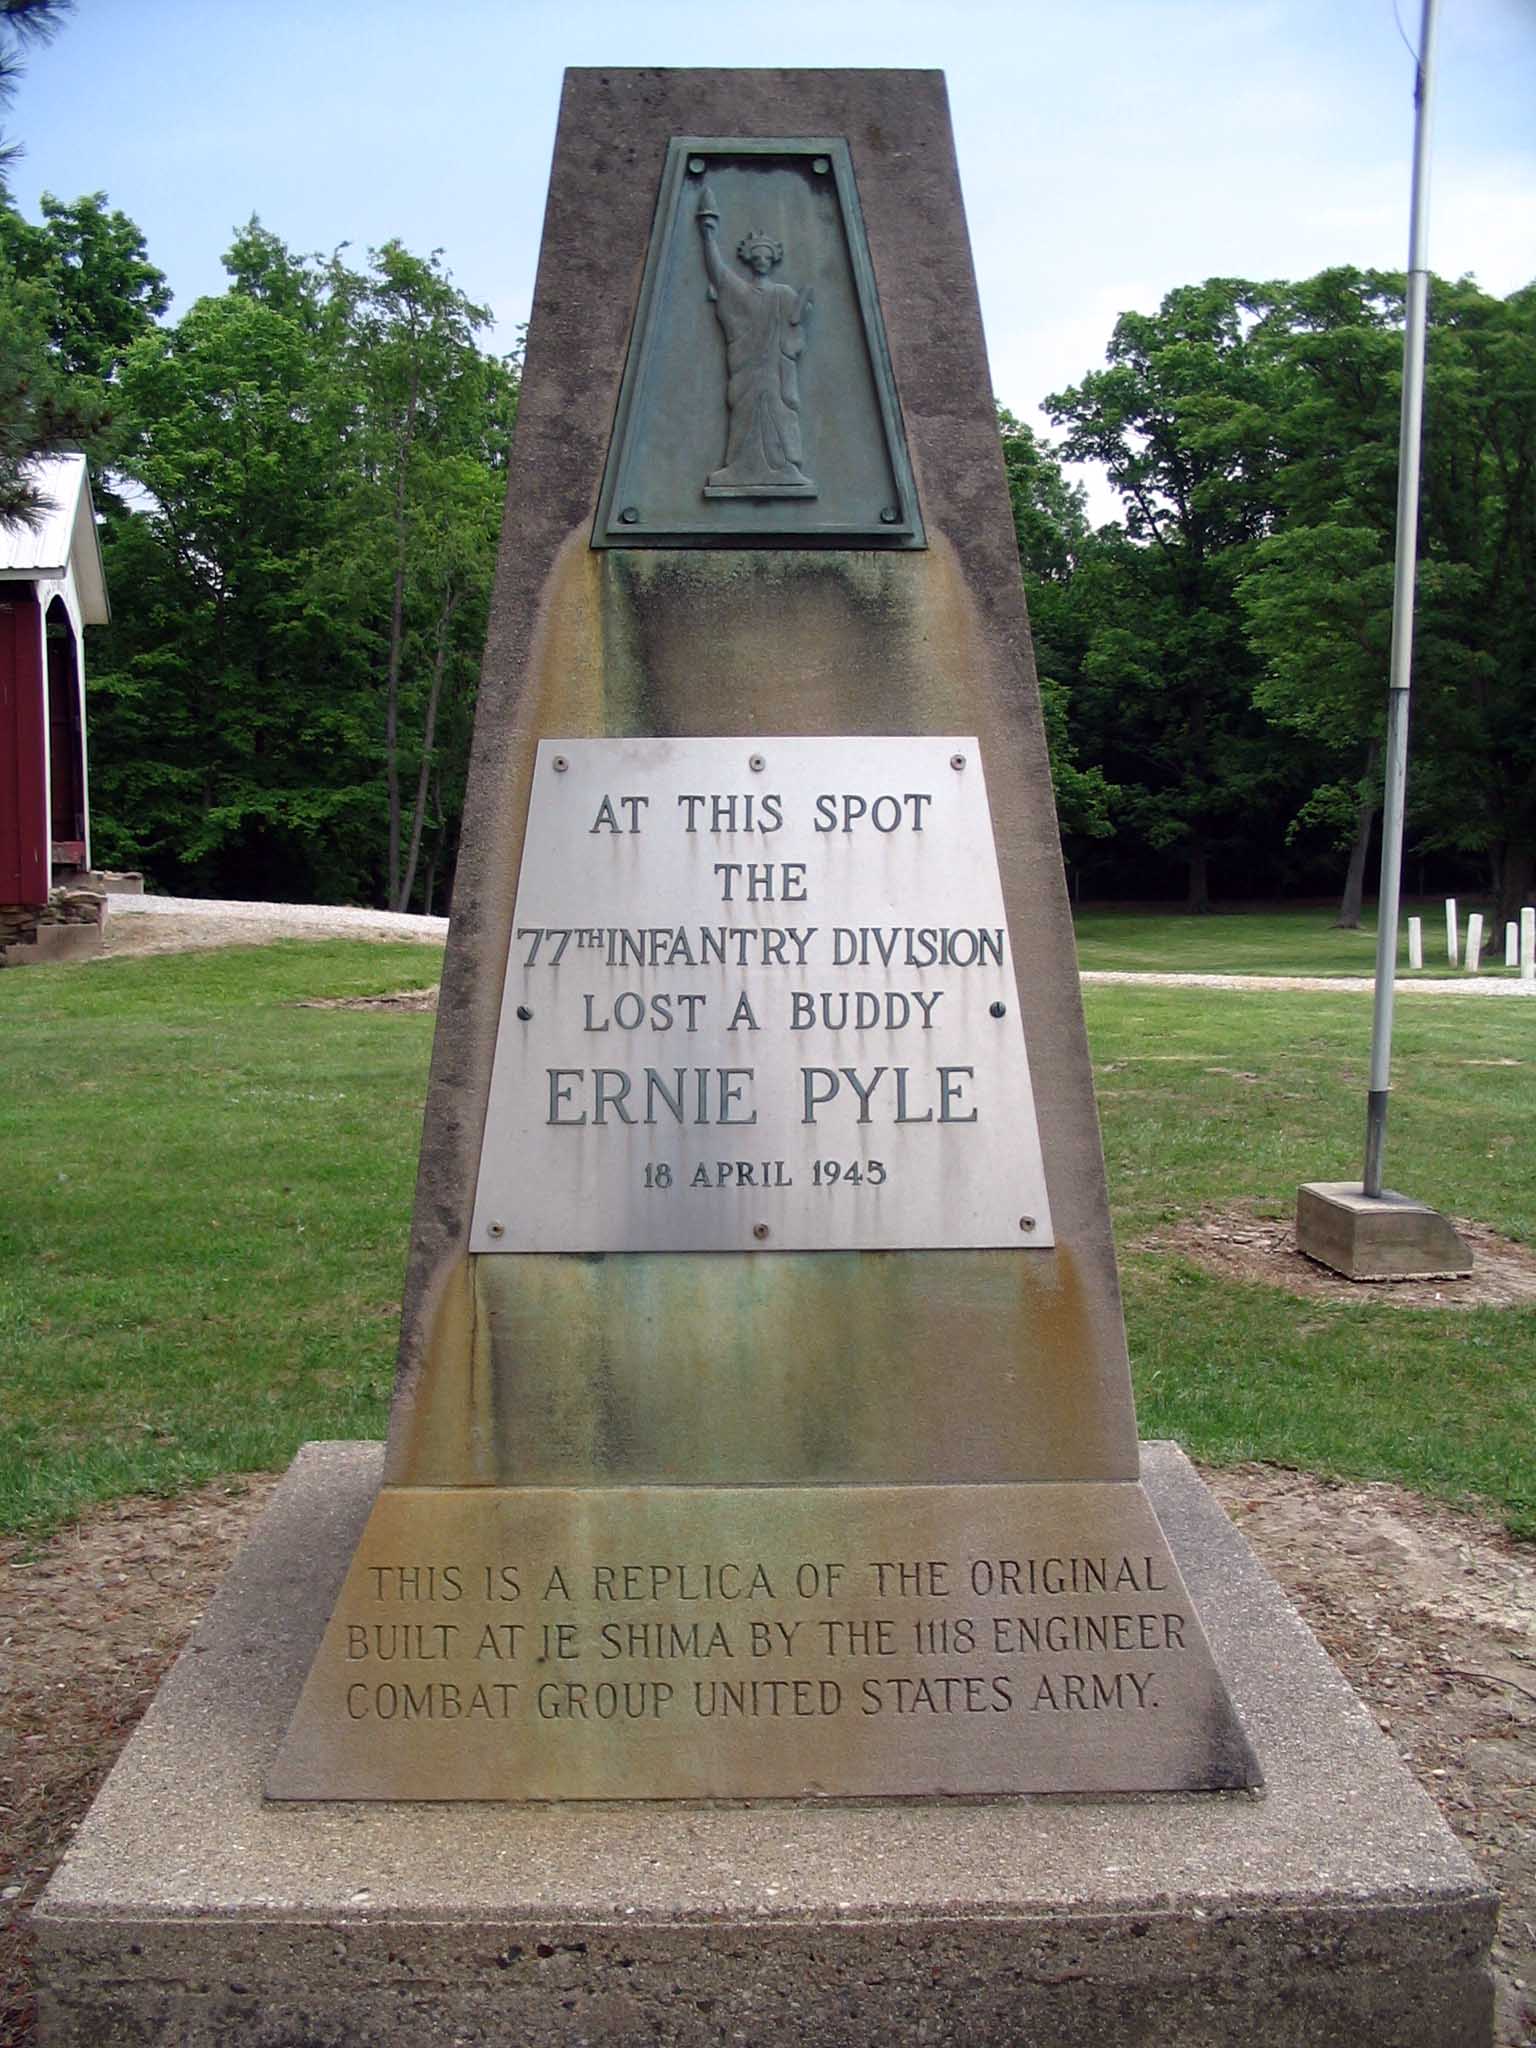 AT THIS SPOT
THE
77TH INFANTRY DIVISION
LOST A BUDDY
ERNIE PYLE
18 APRIL 1945
THIS IS A REPLICA OF THE ORIGINAL
BUILT AT IE SHIMA BY THE 1118 ENGINEER
COMBAT GROUP UNITED STATES ARMY.